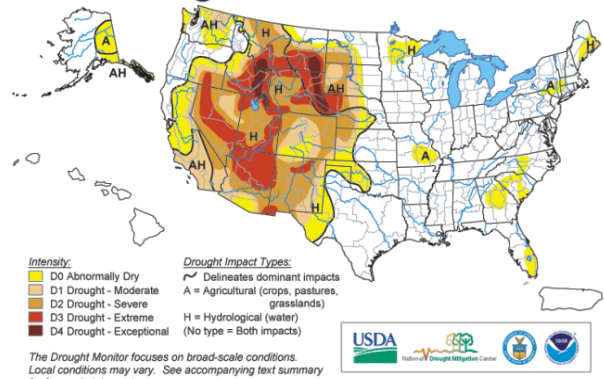 A
AH
AH
H
H
H
A
H
AH
H
AH
A
H
Intensity:
D0 Abnormally Dry
D1 Drought - Moderate
D2 Drought - Severe
D3 Drought - Extreme
D4 Drought - Exceptional
Drought Impact Types:
Delineates dominant impacts
A = Agricultural (crops, pastures,
grasslands)
H = Hydrological (water)
(No type = Both impacts)
The Drought Monitor focuses on broad-scale conditions.
Local conditions may vary. See accompanying text summary
USDA
National Drought Mitigation Center